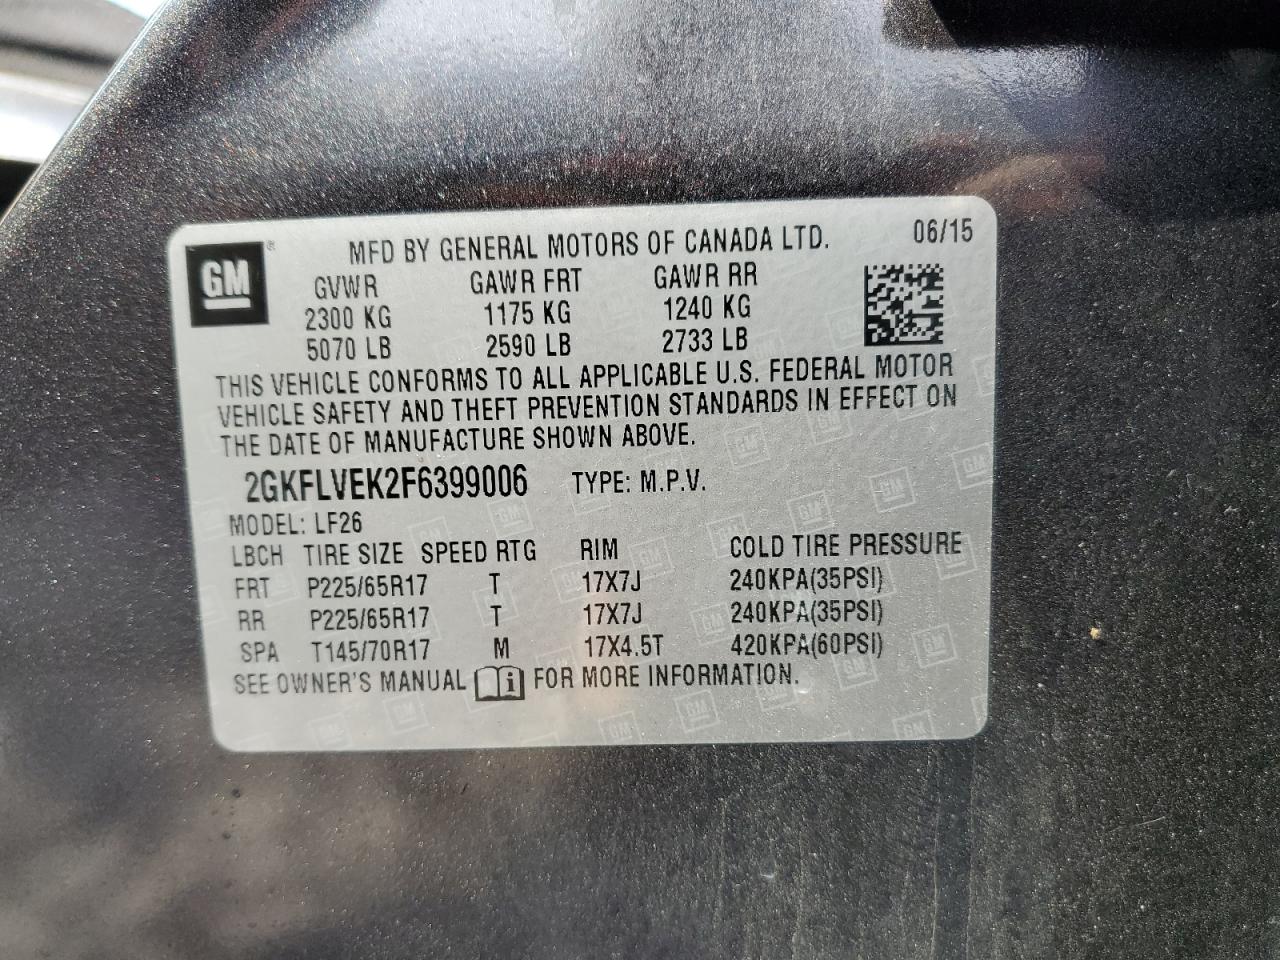 GM ® MFD BY GENERAL MOTORS OF CANADA LTD. 06/15
GVWR GAWR FRT GAWR RR
2300 KG 1175 KG 1240 KG
5070 LB 2590 LB 2733 LB
THIS VEHICLE CONFORMS TO ALL APPLICABLE U.S. FEDERAL MOTOR
VEHICLE SAFETY AND THEFT PREVENTION STANDARDS IN EFFECT ON
THE DATE OF MANUFACTURE SHOWN ABOVE.
2GKFLVEK2F6399006 TYPE: M.P.V.
MODEL: LF26
LBCH TIRE SIZE SPEED RTG RIM COLD TIRE PRESSURE
FRT P225/65R17 T 17X7J 240KPA(35PSI)
RR P225/65R17 T 17X7J 240KPA(35PSI)
SPA T145/70R17 M 17X4.5T 420KPA(60PSI)
SEE OWNER'S MANUAL i FOR MORE INFORMATION.